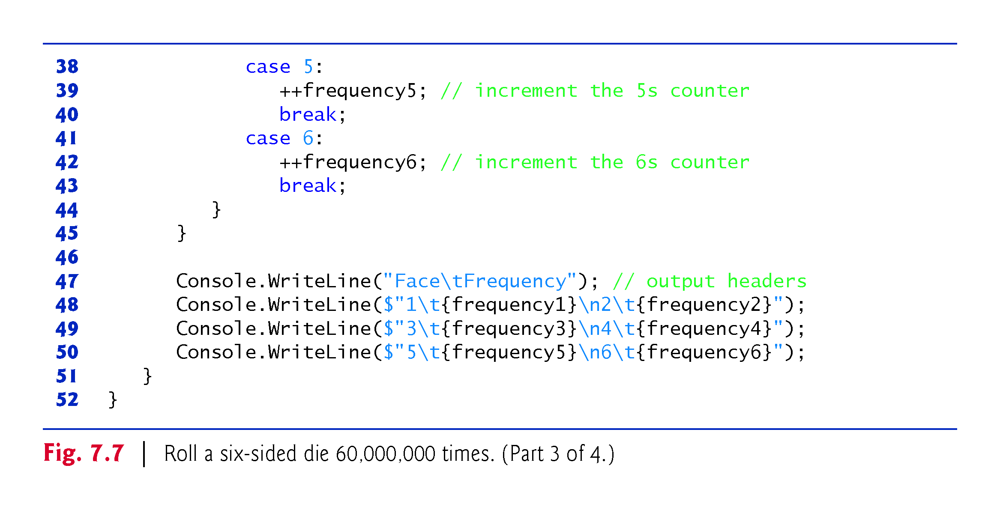 38 case 5:
39 ++frequency5; // increment the 5s counter
40 break;
41 case 6:
42 ++frequency6; // increment the 6s counter
43 break;
44 }
45 }
46
47 Console.WriteLine("Face\tFrequency"); // output headers
48 Console.WriteLine($"1\t{frequency1}\n2\t{frequency2}");
49 Console.WriteLine($"3\t{frequency3}\n4\t{frequency4}");
50 Console.WriteLine($"5\t{frequency5}\n6\t{frequency6}");
51 }
52 }
Fig. 7.7 | Roll a six-sided die 60,000,000 times. (Part 3 of 4.)